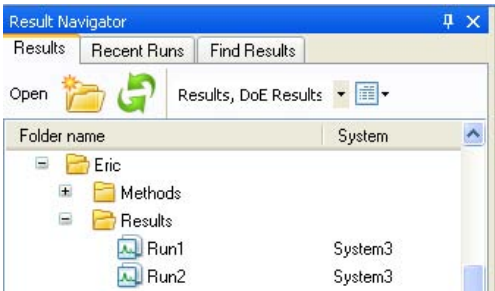 Result Navigator
Results Recent Runs Find Results
Open Results, DoE Results
Folder name System
Eric
Methods
Results
Run1 System3
Run2 System3